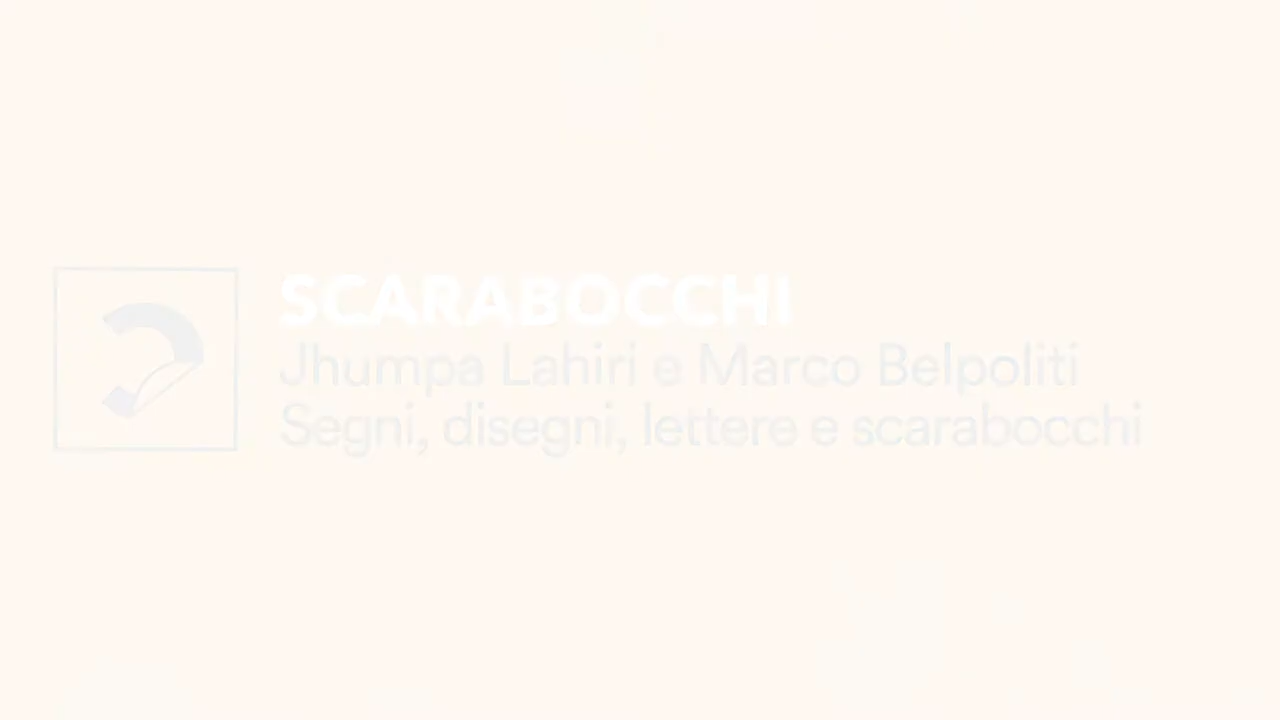 SCARABOCCHI
Jhumpa Lahiri e Marco Belpoliti
Segni, disegni, lettere e scarabocchi